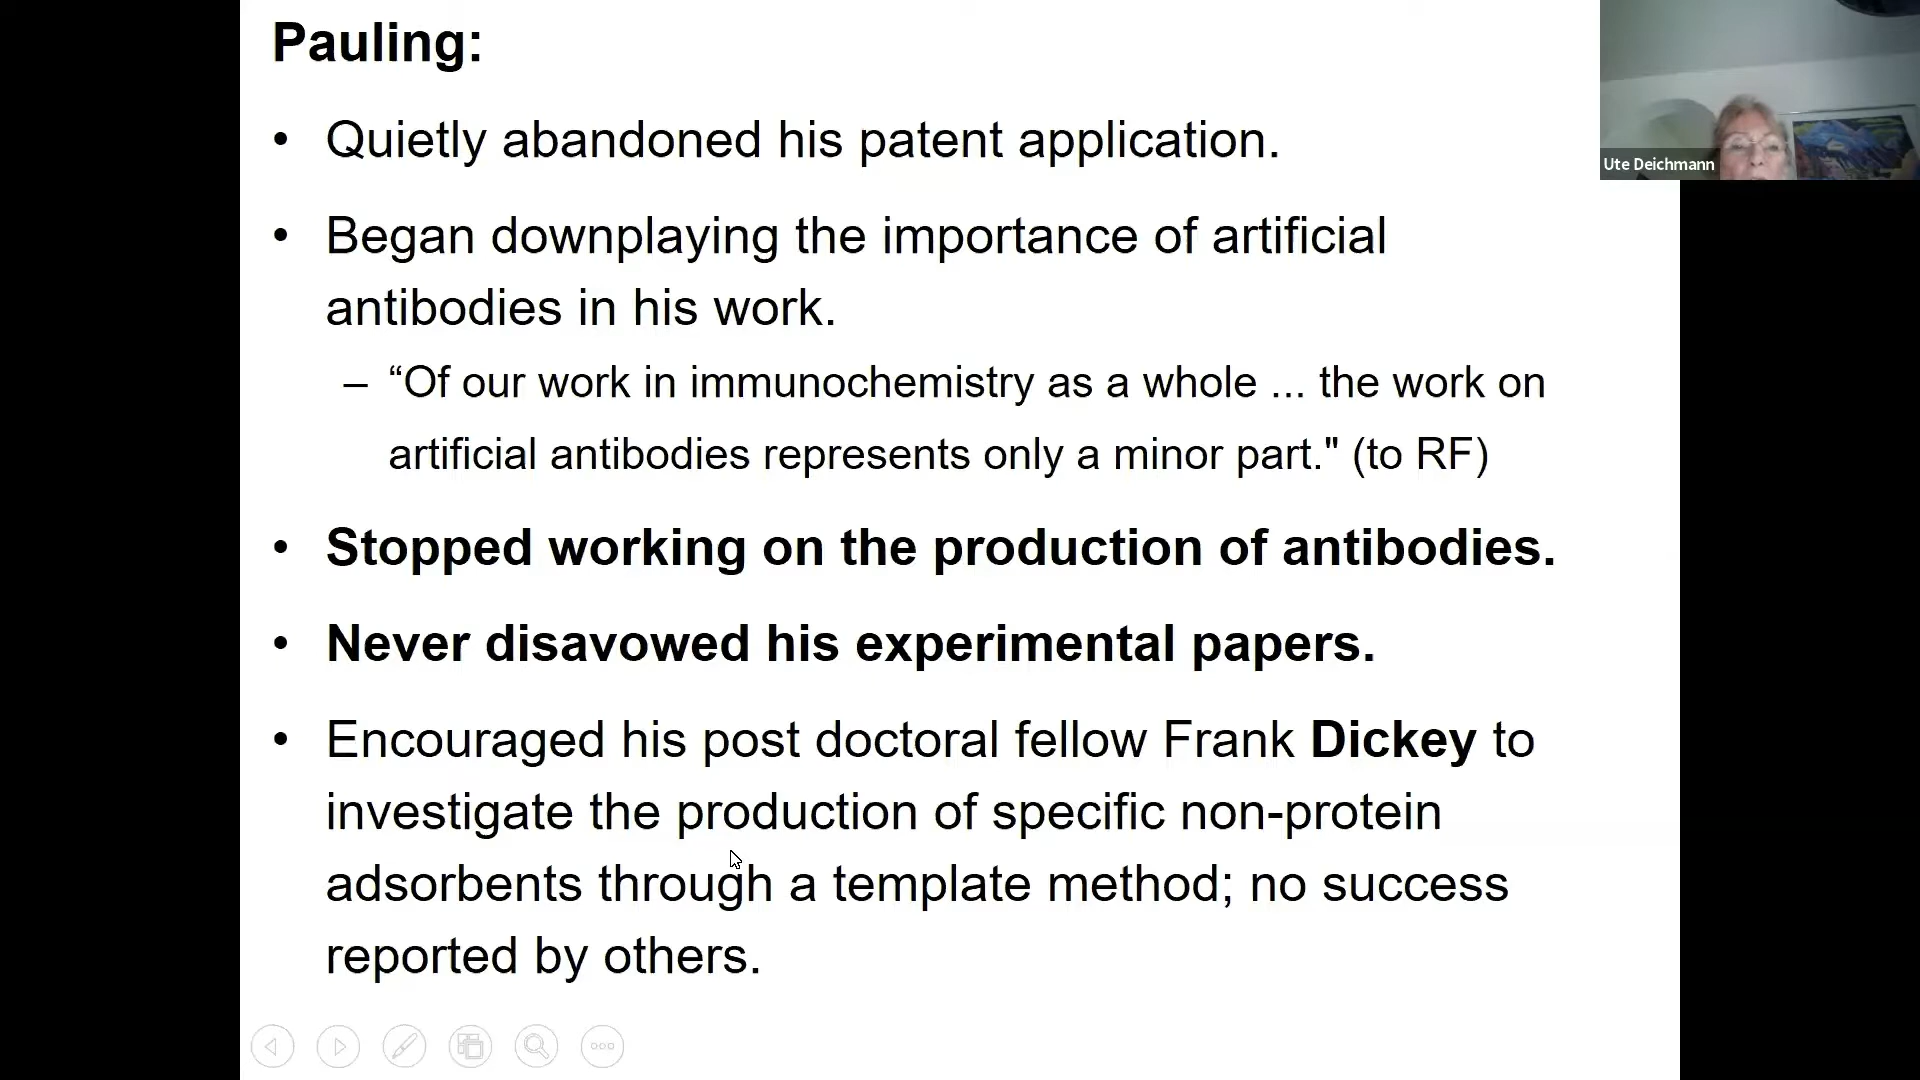 Pauling:
• Quietly abandoned his patent application.
• Began downplaying the importance of artificial
antibodies in his work.
– “Of our work in immunochemistry as a whole ... the work on
artificial antibodies represents only a minor part." (to RF)
• Stopped working on the production of antibodies.
• Never disavowed his experimental papers.
• Encouraged his post doctoral fellow Frank Dickey to
investigate the production of specific non-protein
adsorbents through a template method; no success
reported by others.
Ute Deichmann